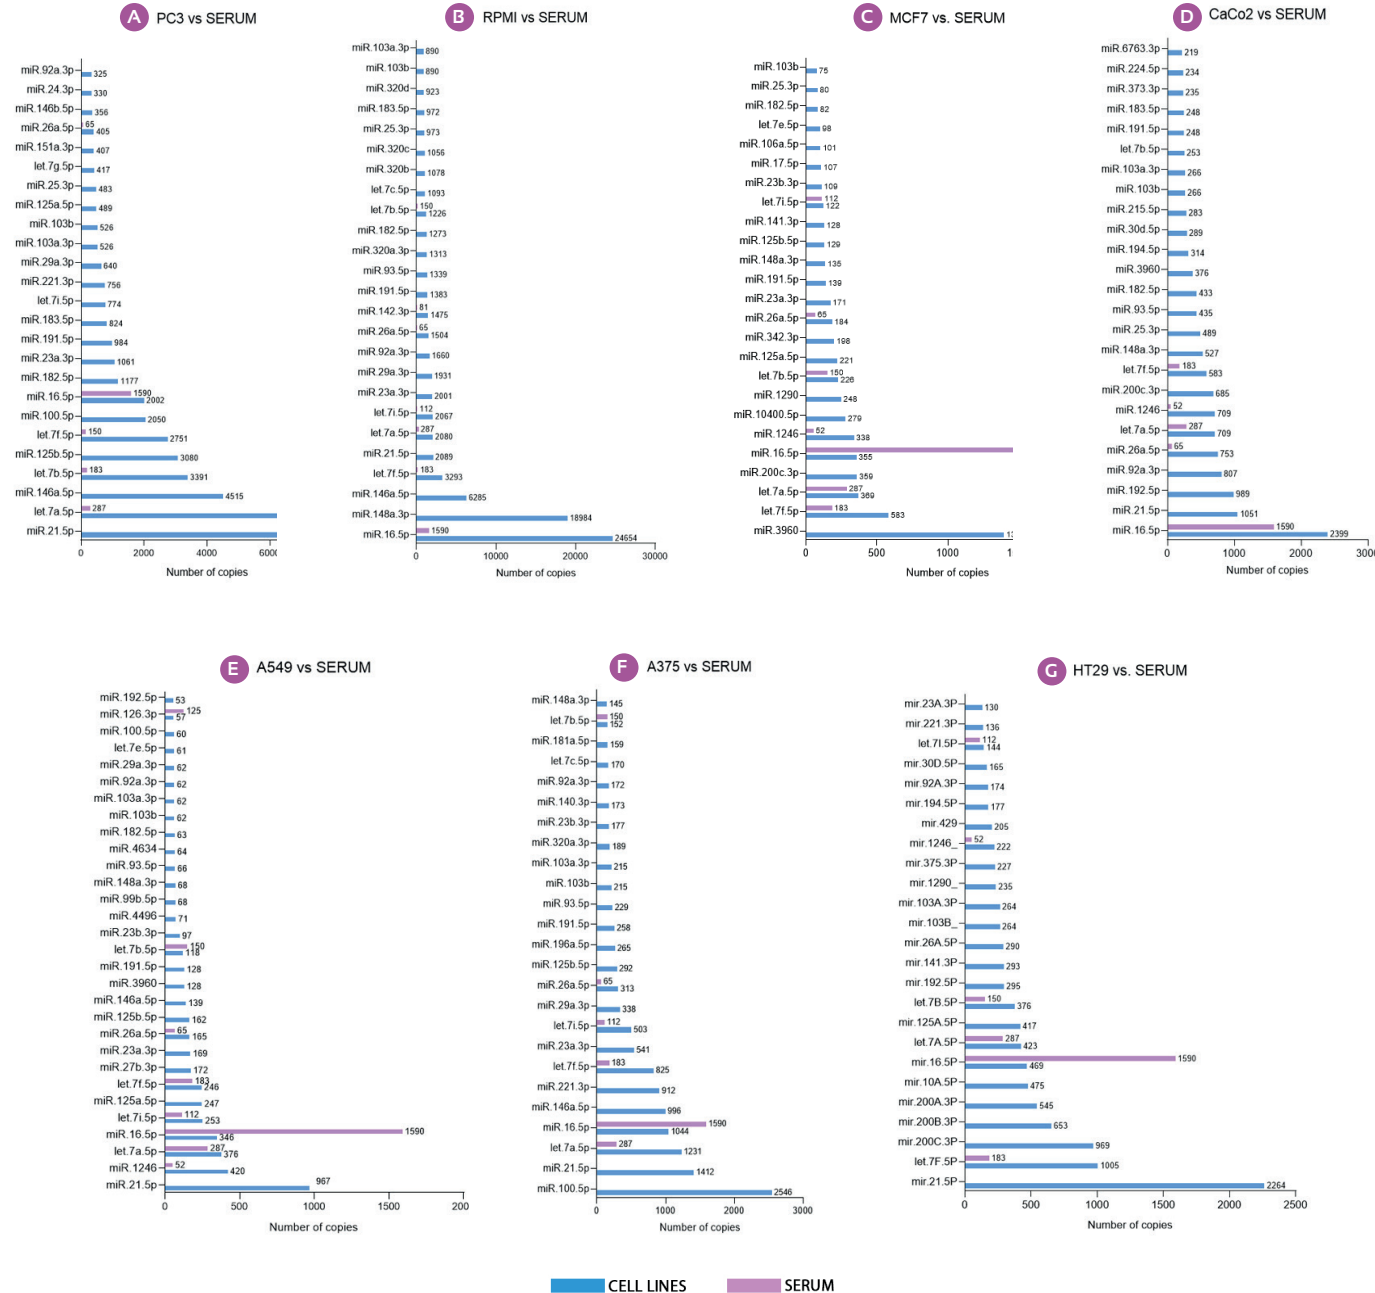 A PC3 vs SERUM
miR.92a.3p 325
miR.24.3p 330
miR.146b.5p 356
miR.26a.5p 65 405
miR.151a.3p 407
let.7g.5p 417
miR.25.3p 483
miR.125a.5p 489
miR.103b 526
miR.103a.3p 526
miR.29a.3p 640
miR.221.3p 756
let.7i.5p 774
miR.183.5p 824
miR.191.5p 984
miR.23a.3p 1061
miR.182.5p 1177
miR.16.5p 1590 2002
miR.100.5p 2050
let.7f.5p 150 2751
miR.125b.5p 3080
let.7b.5p 183 3391
miR.146a.5p 4515
let.7a.5p 287
miR.21.5p
0 2000 4000 6000
Number of copies
B RPMI vs SERUM
miR.103a.3p 890
miR.103b 890
miR.320d 923
miR.183.5p 972
miR.25.3p 973
miR.320c 1056
miR.320b 1078
let.7c.5p 1093
let.7b.5p 150 1226
miR.182.5p 1273
miR.320a.3p 1313
miR.93.5p 1339
miR.191.5p 1383
miR.142.3p 81 1475
miR.26a.5p 65 1504
miR.92a.3p 1660
miR.29a.3p 1931
miR.23a.3p 2001
let.7i.5p 112 2067
let.7a.5p 287 2080
miR.21.5p 2089
let.7f.5p 183 3293
miR.146a.5p 6285
miR.148a.3p 18984
miR.16.5p 1590 24654
0 10000 20000 30000
Number of copies
C MCF7 vs. SERUM
miR.103b 75
miR.25.3p 80
miR.182.5p 82
let.7e.5p 98
miR.106a.5p 101
miR.17.5p 107
miR.23b.3p 109
let.7i.5p 112 122
miR.141.3p 128
miR.125b.5p 129
miR.148a.3p 135
miR.191.5p 139
miR.23a.3p 171
miR.26a.5p 65 184
miR.342.3p 198
miR.125a.5p 221
let.7b.5p 150 226
miR.1290 248
miR.10400.5p 279
miR.1246 52 338
miR.16.5p 355
miR.200c.3p 359
let.7a.5p 287 369
let.7f.5p 183 583
miR.3960
0 500 1000 1
Number of copies
D CaCo2 vs SERUM
miR.6763.3p 219
miR.224.5p 234
miR.373.3p 235
miR.183.5p 248
miR.191.5p 248
let.7b.5p 253
miR.103a.3p 266
miR.103b 266
miR.215.5p 283
miR.30d.5p 289
miR.194.5p 314
miR.3960 376
miR.182.5p 433
miR.93.5p 435
miR.25.3p 489
miR.148a.3p 527
let.7f.5p 183 583
miR.200c.3p 685
miR.1246 52 709
let.7a.5p 287 709
miR.26a.5p 65 753
miR.92a.3p 807
miR.192.5p 989
miR.21.5p 1051
miR.16.5p 1590 2399
0 1000 2000 300
Number of copies
E A549 vs SERUM
miR.192.5p 53
miR.126.3p 125 57
miR.100.5p 60
let.7e.5p 61
miR.29a.3p 62
miR.92a.3p 62
miR.103a.3p 62
miR.103b 62
miR.182.5p 63
miR.4634 64
miR.93.5p 66
miR.148a.3p 68
miR.99b.5p 68
miR.4496 71
miR.23b.3p 97
let.7b.5p 150 118
miR.191.5p 128
miR.3960 128
miR.146a.5p 139
miR.125b.5p 162
miR.26a.5p 65 165
miR.23a.3p 169
miR.27b.3p 172
let.7f.5p 183 246
miR.125a.5p 247
let.7i.5p 112 253
miR.16.5p 1590 346
let.7a.5p 287 376
miR.1246 52 420
miR.21.5p 967
0 500 1000 1500 200
Number of copies
F A375 vs SERUM
miR.148a.3p 145
let.7b.5p 150 152
miR.181a.5p 159
let.7c.5p 170
miR.92a.3p 172
miR.140.3p 173
miR.23b.3p 177
miR.320a.3p 189
miR.103a.3p 215
miR.103b 215
miR.93.5p 229
miR.191.5p 258
miR.196a.5p 265
miR.125b.5p 292
miR.26a.5p 65 313
miR.29a.3p 338
let.7i.5p 112 503
miR.23a.3p 541
let.7f.5p 183 825
miR.221.3p 912
miR.146a.5p 996
miR.16.5p 1590 1044
let.7a.5p 287 1231
miR.21.5p 1412
miR.100.5p 2546
0 1000 2000 3000
Number of copies
G HT29 vs. SERUM
mir.23A.3P 130
mir.221.3P 136
let.7I.5P 112 144
mir.30D.5P 165
mir.92A.3P 174
mir.194.5P 177
mir.429 205
mir.1246_ 52 222
mir.375.3P 227
mir.1290_ 235
mir.103A.3P 264
mir.103B_ 264
mir.26A.5P 290
mir.141.3P 293
mir.192.5P 295
let.7B.5P 150 376
mir.125A.5P 417
let.7A.5P 287 423
mir.16.5P 1590 469
mir.10A.5P 475
mir.200A.3P 545
mir.200B.3P 653
mir.200C.3P 969
let.7F.5P 183 1005
mir.21.5P 2264
0 500 1000 1500 2000 2500
Number of copies
CELL LINES SERUM